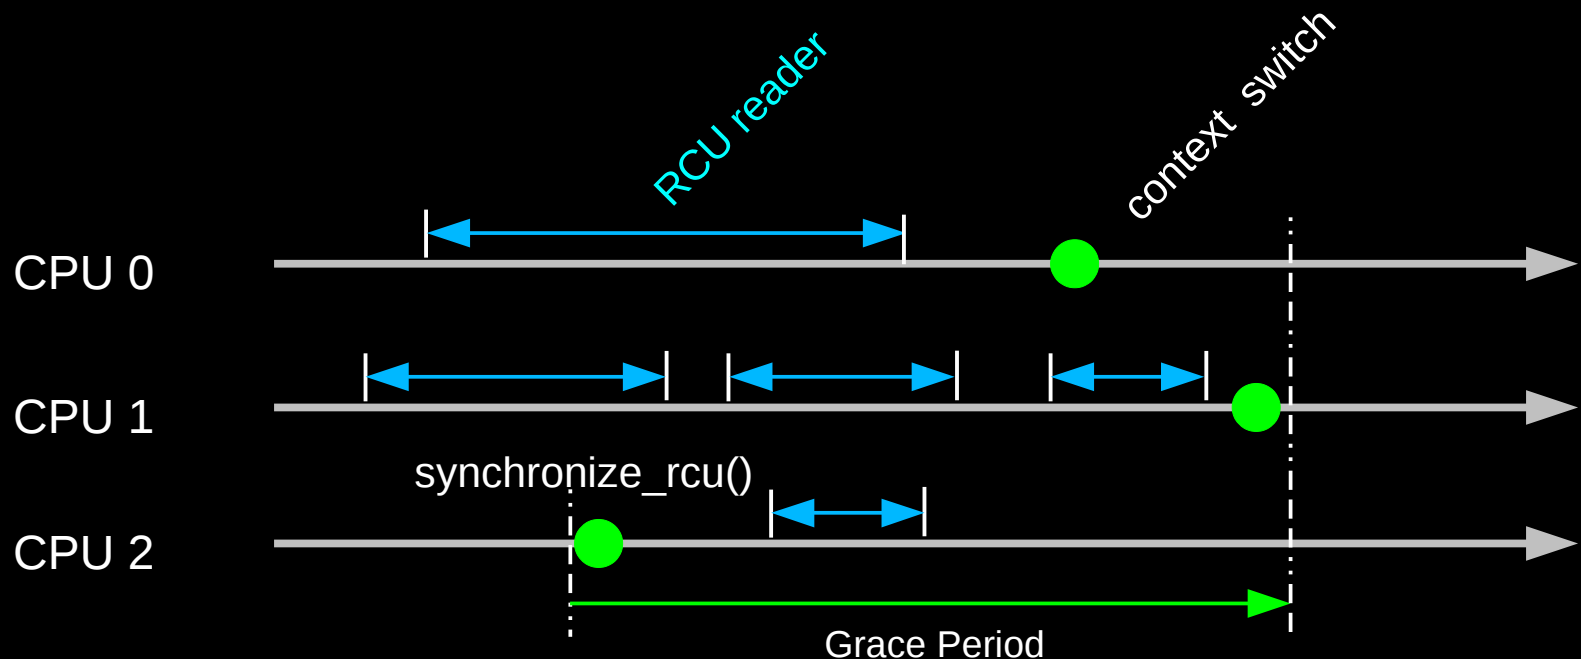 RCU reader
context switch
CPU 0
CPU 1
synchronize_rcu()
CPU 2
Grace Period